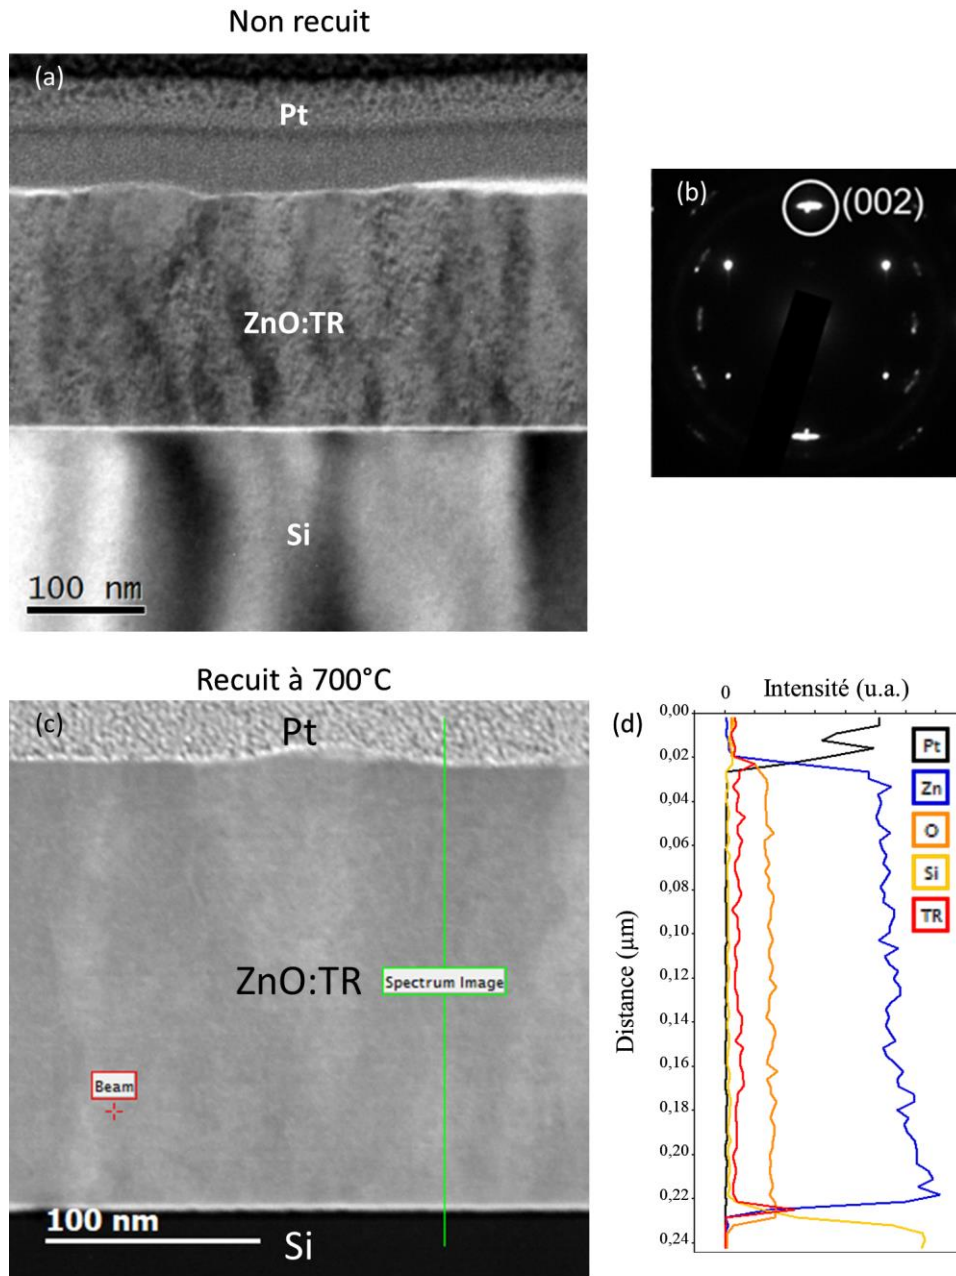 Non recuit
(a)
Pt
ZnO:TR
Si
100 nm
(b)
(002)
Recuit à 700°C
(c)
Pt
ZnO:TR
Spectrum Image
Beam
100 nm
Si
(d)
0
Intensité (u.a.)
Distance (μm)
0,00
0,02
0,04
0,06
0,08
0,10
0,12
0,14
0,16
0,18
0,20
0,22
0,24
Pt
Zn
O
Si
TR